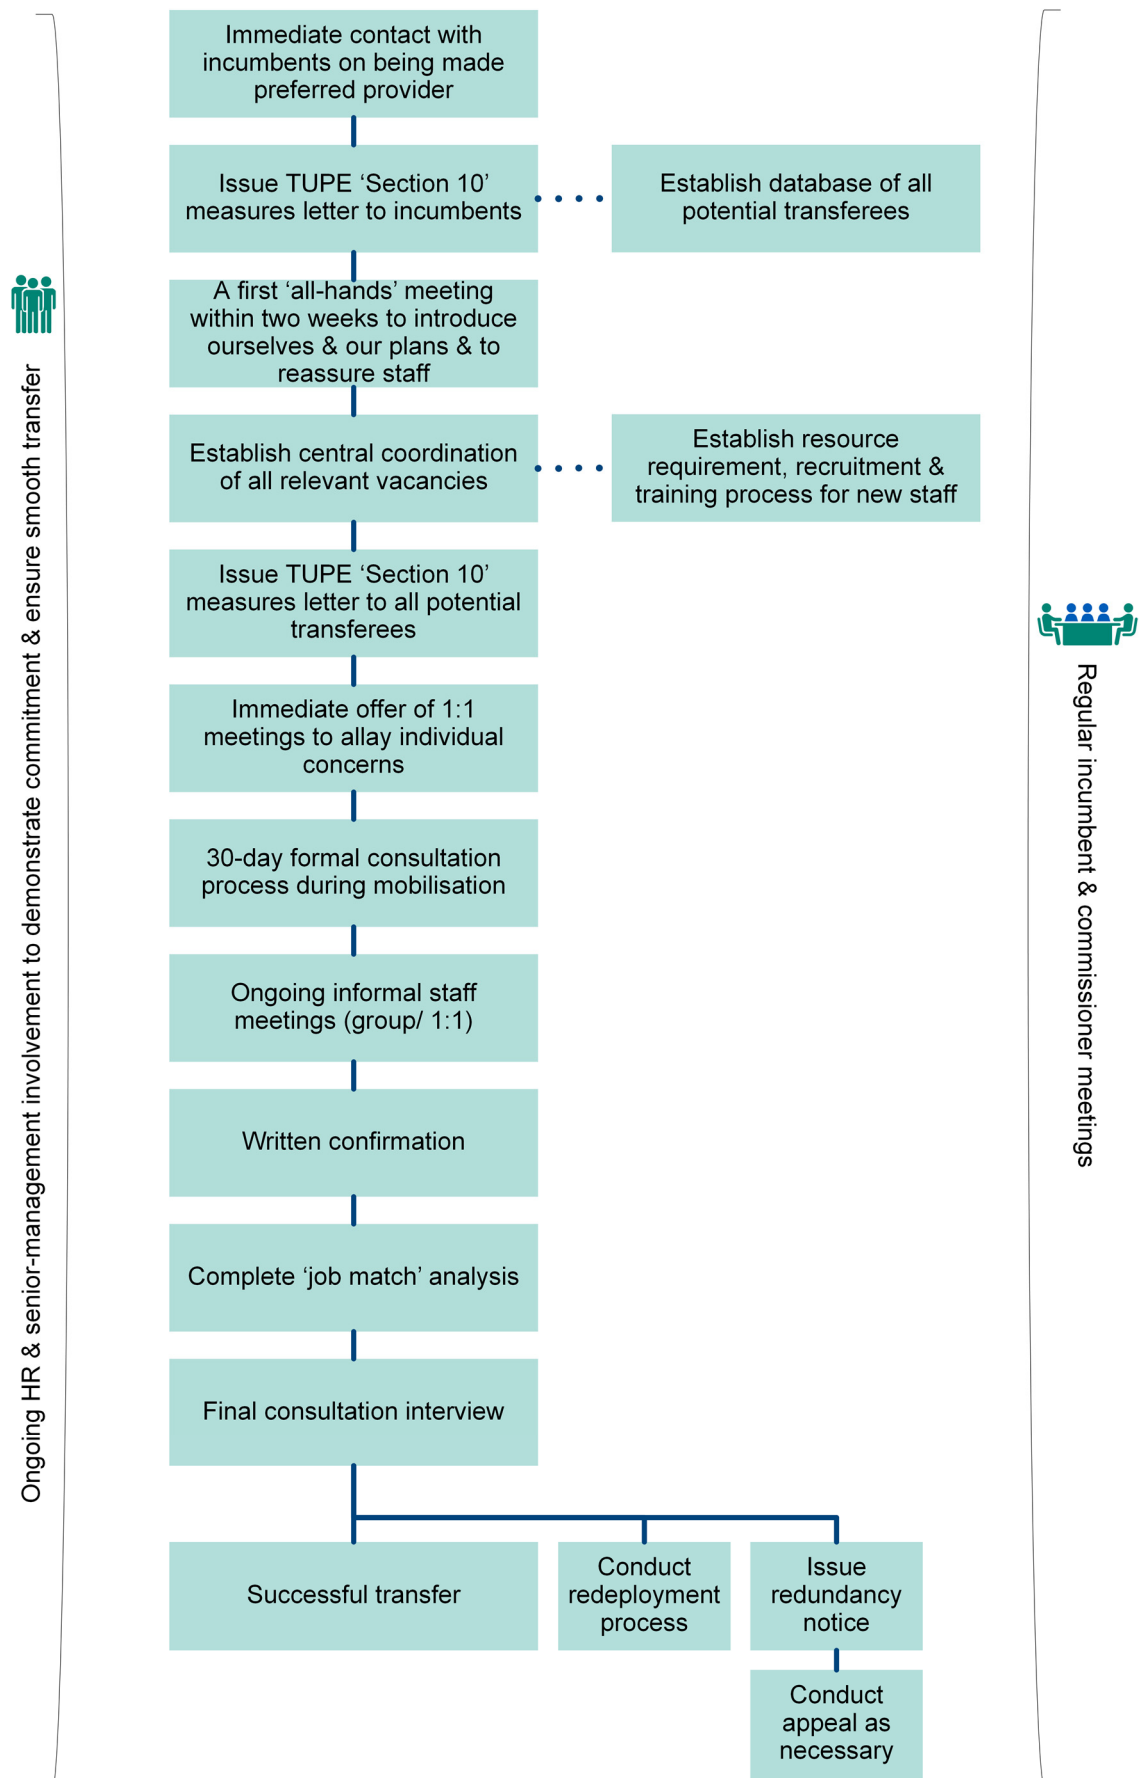 Immediate contact with
incumbents on being made
preferred provider
Issue TUPE ‘Section 10’
measures letter to incumbents
Establish database of all
potential transferees
A first ‘all-hands’ meeting
within two weeks to introduce
ourselves & our plans & to
reassure staff
Establish central coordination
of all relevant vacancies
Establish resource
requirement, recruitment &
training process for new staff
Issue TUPE ‘Section 10’
measures letter to all potential
transferees
Immediate offer of 1:1
meetings to allay individual
concerns
30-day formal consultation
process during mobilisation
Ongoing informal staff
meetings (group/ 1:1)
Written confirmation
Complete ‘job match’ analysis
Final consultation interview
Successful transfer
Conduct
redeployment
process
Issue
redundancy
notice
Conduct
appeal as
necessary
Ongoing HR & senior-management involvement to demonstrate commitment & ensure smooth transfer
Regular incumbent & commissioner meetings